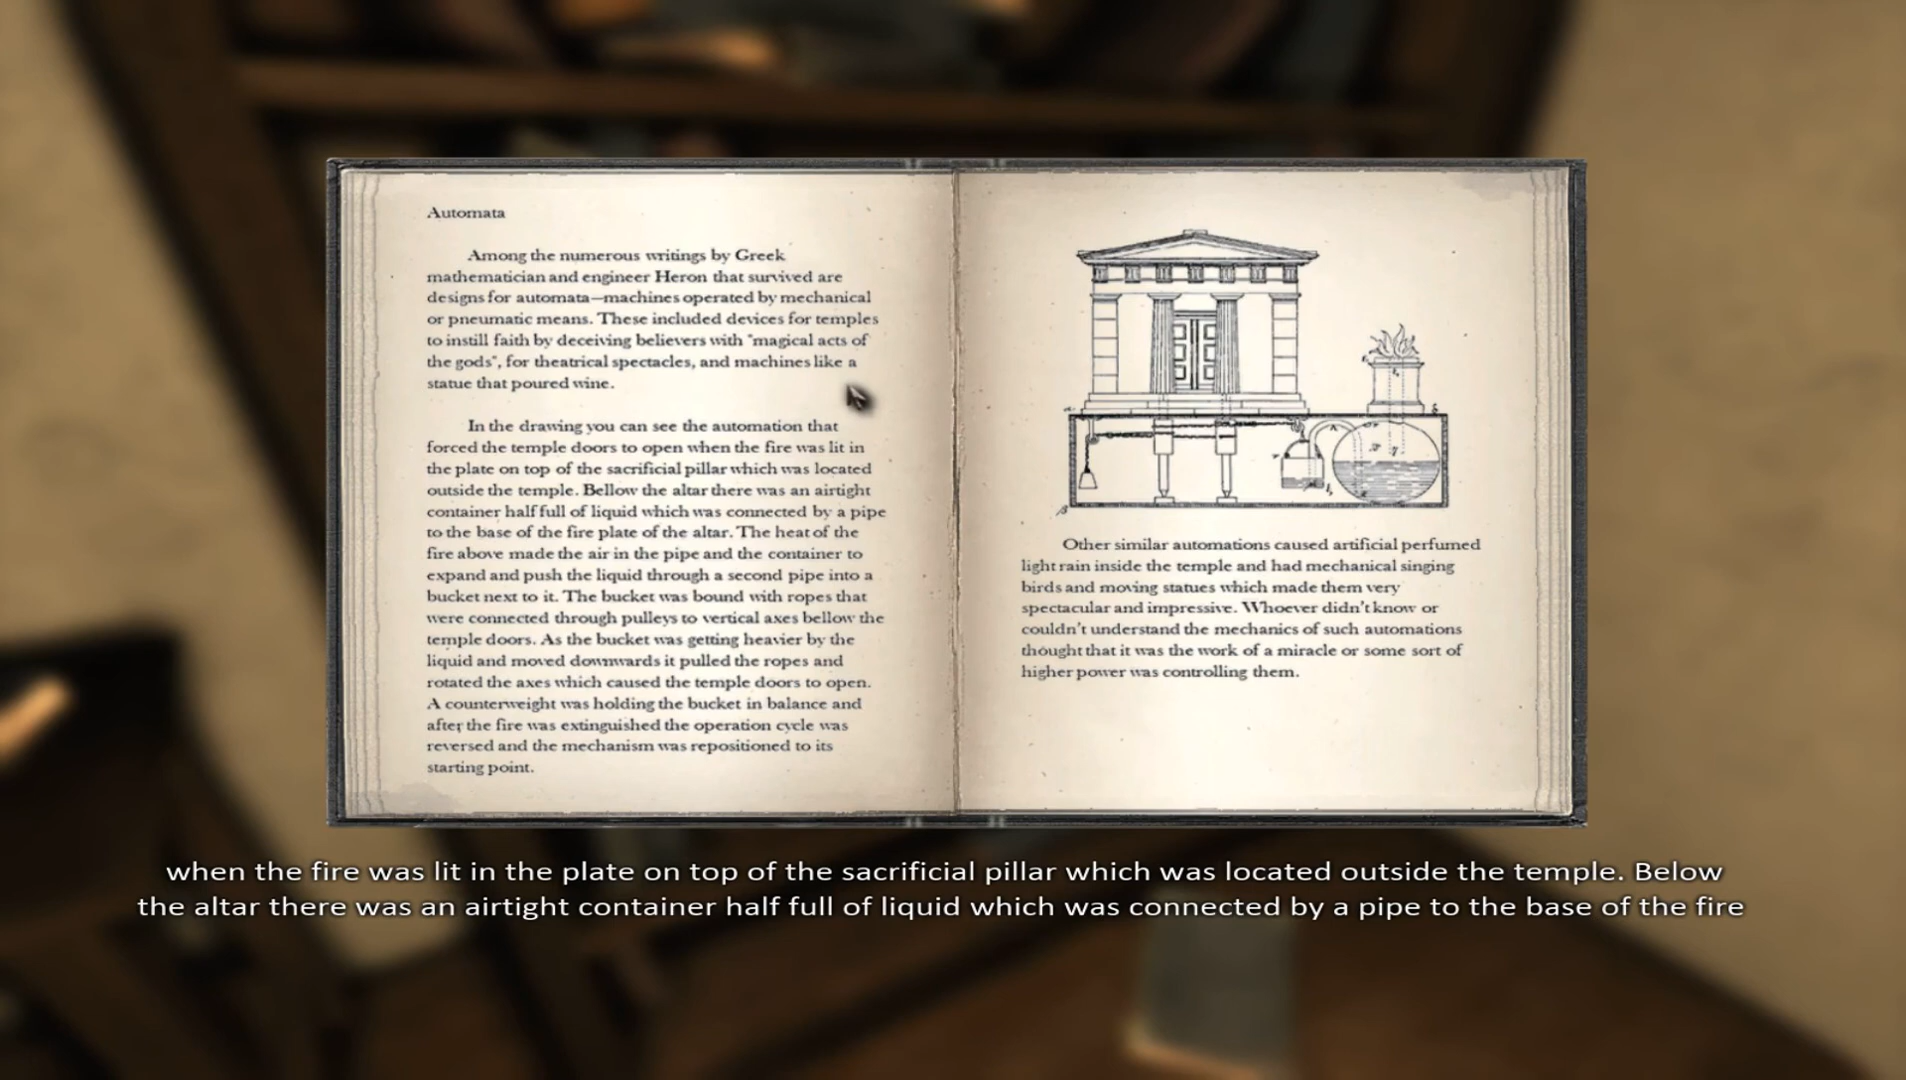 Automata
Among the numerous writings by Greek
mathematician and engineer Heron that survived are
designs for automata—machines operated by mechanical
or pneumatic means. These included devices for temples
to instill faith by deceiving believers with "magical acts of
the gods", for theatrical spectacles, and machines like a
statue that poured wine.
In the drawing you can see the automation that
forced the temple doors to open when the fire was lit in
the plate on top of the sacrificial pillar which was located
outside the temple. Bellow the altar there was an airtight
container half full of liquid which was connected by a pipe
to the base of the fire plate of the altar. The heat of the
fire above made the air in the pipe and the container to
expand and push the liquid through a second pipe into a
bucket next to it. The bucket was bound with ropes that
were connected through pulleys to vertical axes bellow the
temple doors. As the bucket was getting heavier by the
liquid and moved downwards it pulled the ropes and
rotated the axes which caused the temple doors to open.
A counterweight was holding the bucket in balance and
after the fire was extinguished the operation cycle was
reversed and the mechanism was repositioned to its
starting point.
Other similar automations caused artificial perfumed
light rain inside the temple and had mechanical singing
birds and moving statues which made them very
spectacular and impressive. Whoever didn't know or
couldn't understand the mechanics of such automations
thought that it was the work of a miracle or some sort of
higher power was controlling them.
when the fire was lit in the plate on top of the sacrificial pillar which was located outside the temple. Below
the altar there was an airtight container half full of liquid which was connected by a pipe to the base of the fire